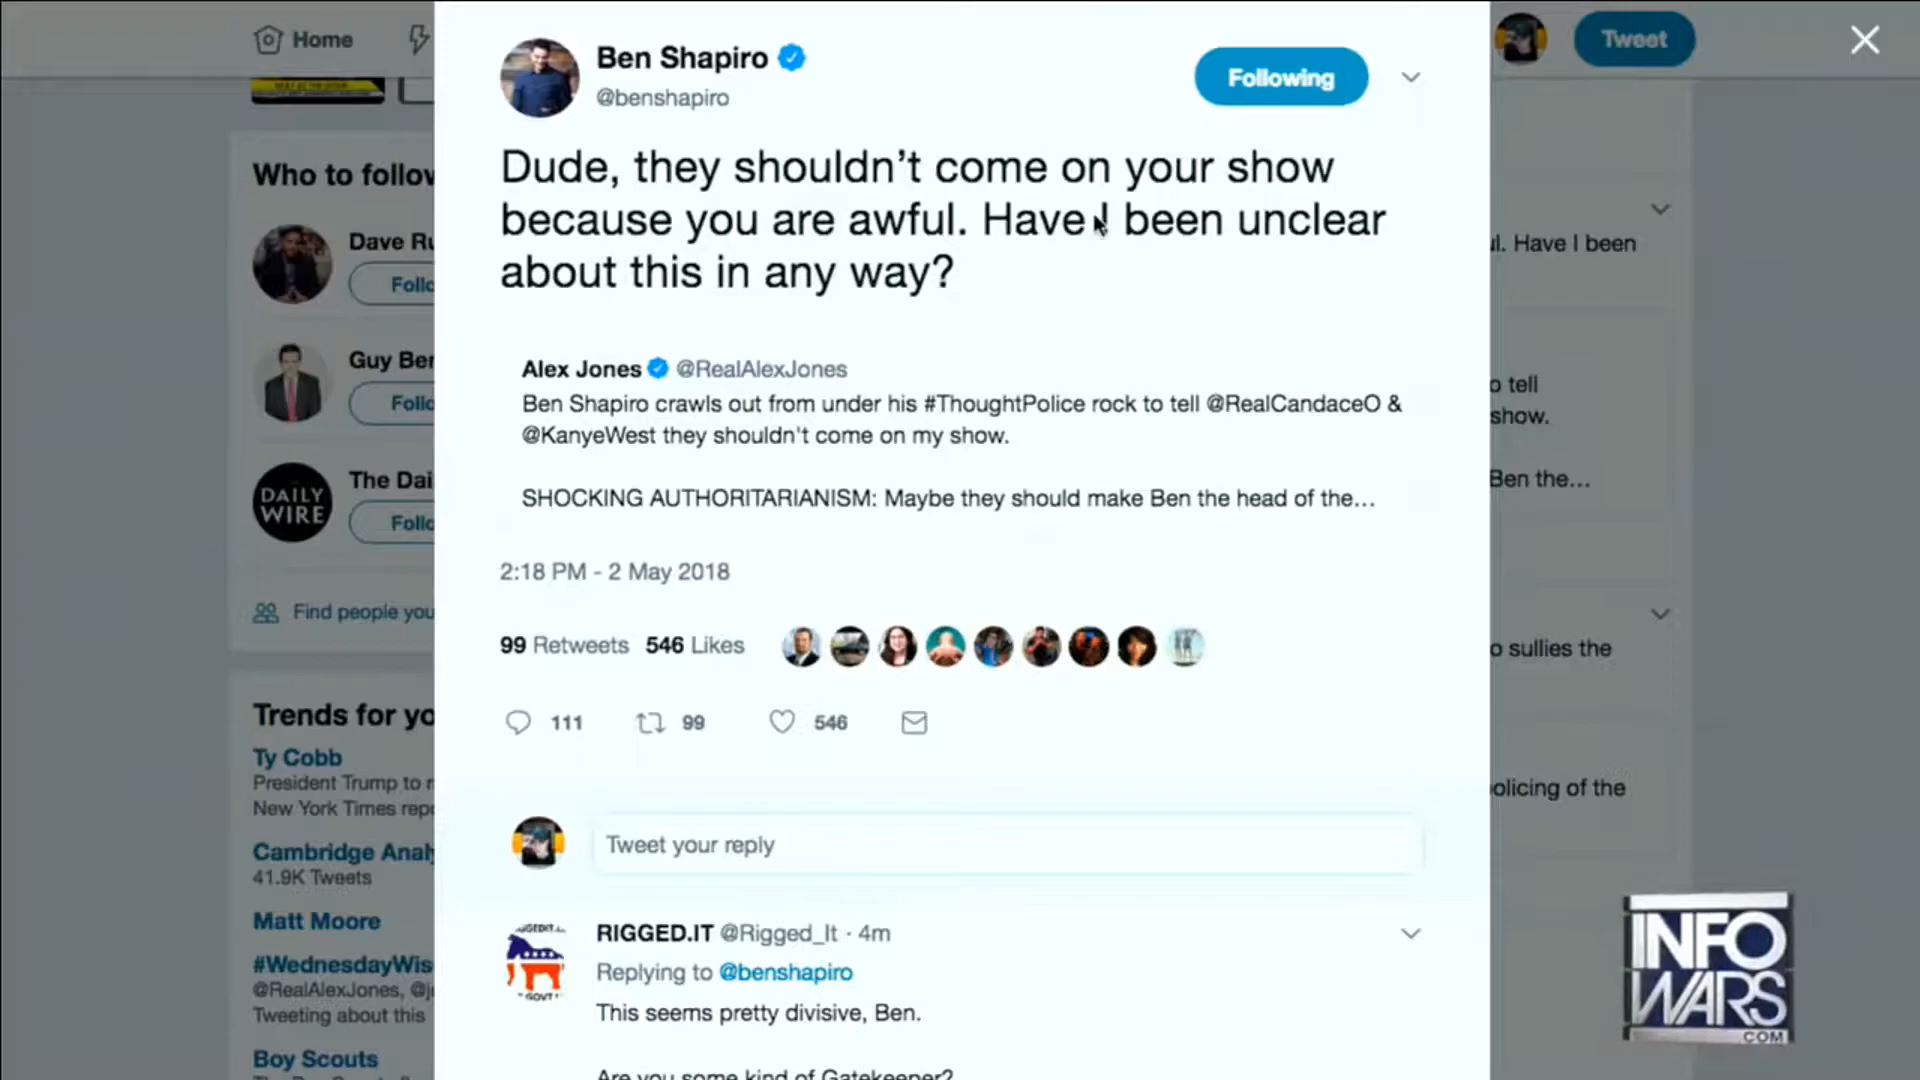 Home
Tweet
Who to follow
Dave Ru
Follo
Guy Ber
Follo
DAILY
WIRE
The Dai
Follo
Find people you
Trends for yo
Ty Cobb
President Trump to r
New York Times repo
Cambridge Analy
41.9K Tweets
Matt Moore
#WednesdayWis
@RealAlexJones, @j
Tweeting about this
Boy Scouts
Ben Shapiro
@benshapiro
Following
Dude, they shouldn’t come on your show
because you are awful. Have I been unclear
about this in any way?
Alex Jones @RealAlexJones
Ben Shapiro crawls out from under his #ThoughtPolice rock to tell @RealCandaceO &
@KanyeWest they shouldn't come on my show.
SHOCKING AUTHORITARIANISM: Maybe they should make Ben the head of the…
2:18 PM - 2 May 2018
99 Retweets 546 Likes
111 99 546
Tweet your reply
RIGGED.IT @Rigged_It · 4m
Replying to @benshapiro
This seems pretty divisive, Ben.
Are you some kind of Gatekeeper?
ul. Have I been
o tell
show.
Ben the…
o sullies the
olicing of the
INFO
WARS
.COM